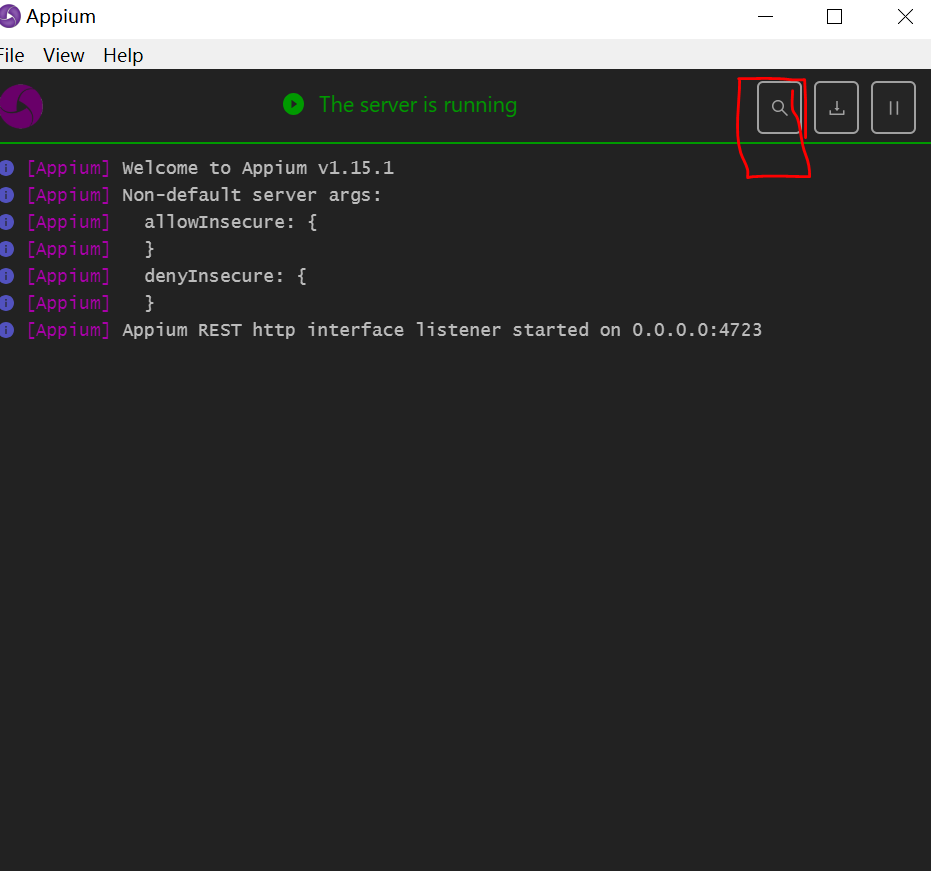 Appium
File View Help
The server is running
[Appium] Welcome to Appium v1.15.1
[Appium] Non-default server args:
[Appium]   allowInsecure: {
[Appium]   }
[Appium]   denyInsecure: {
[Appium]   }
[Appium] Appium REST http interface listener started on 0.0.0.0:4723